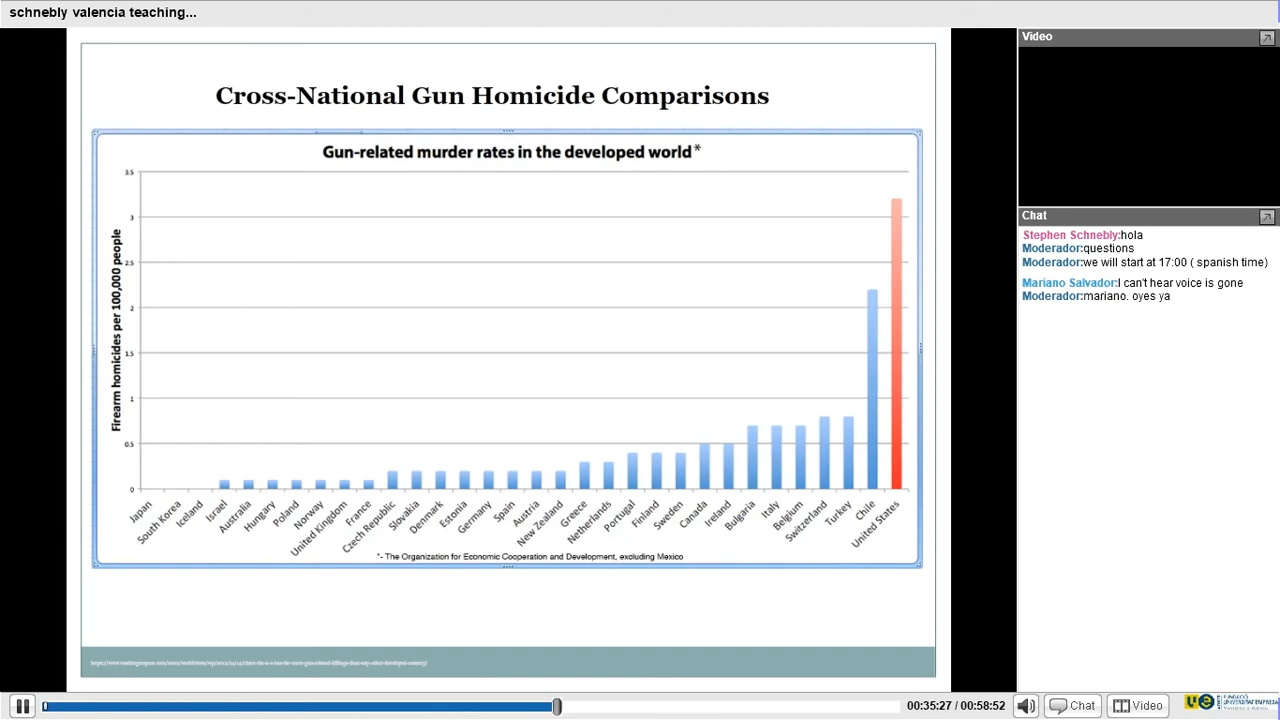 schnebly valencia teaching...
Cross-National Gun Homicide Comparisons
Gun-related murder rates in the developed world*
Firearm homicides per 100,000 people
3.5
3
2.5
2
1.5
1
0.5
0
Japan
South Korea
Iceland
Israel
Australia
Hungary
Poland
Norway
United Kingdom
France
Czech Republic
Slovakia
Denmark
Estonia
Germany
Spain
Austria
New Zealand
Greece
Netherlands
Portugal
Finland
Sweden
Canada
Ireland
Bulgaria
Italy
Belgium
Switzerland
Turkey
Chile
United States
*- The Organization for Economic Cooperation and Development, excluding Mexico
Video
Chat
Stephen Schnebly:hola
Moderador:questions
Moderador:we will start at 17:00 ( spanish time)
Mariano Salvador:I can't hear voice is gone
Moderador:mariano. oyes ya
00:35:27 / 00:58:52
Chat
Video